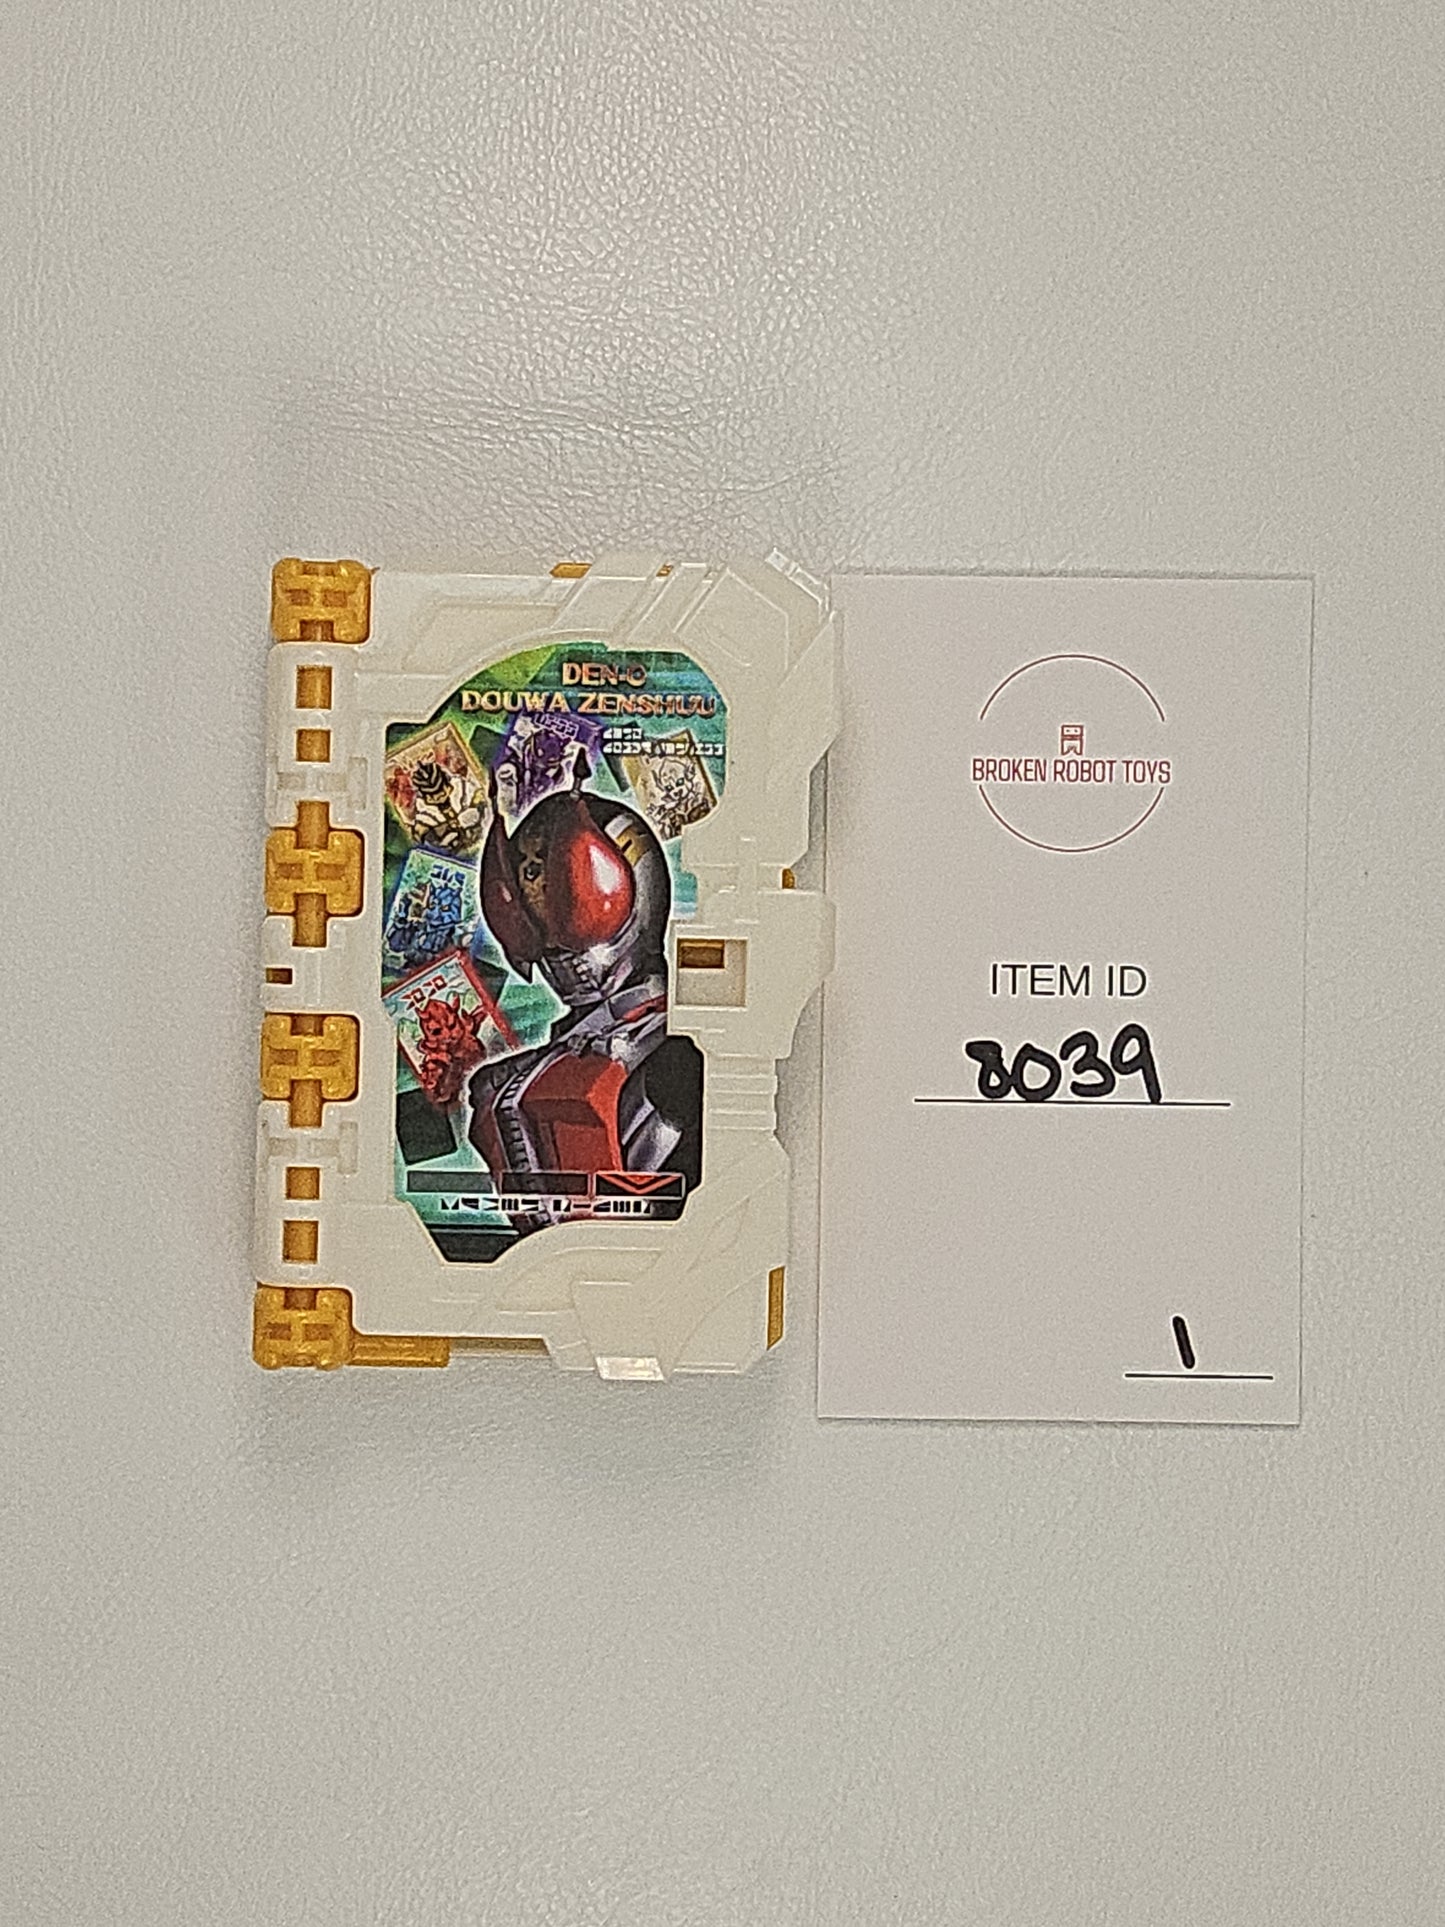 DEN-O
DOUWA ZENSHUU
BROKEN ROBOT TOYS
ITEM ID
8039
1